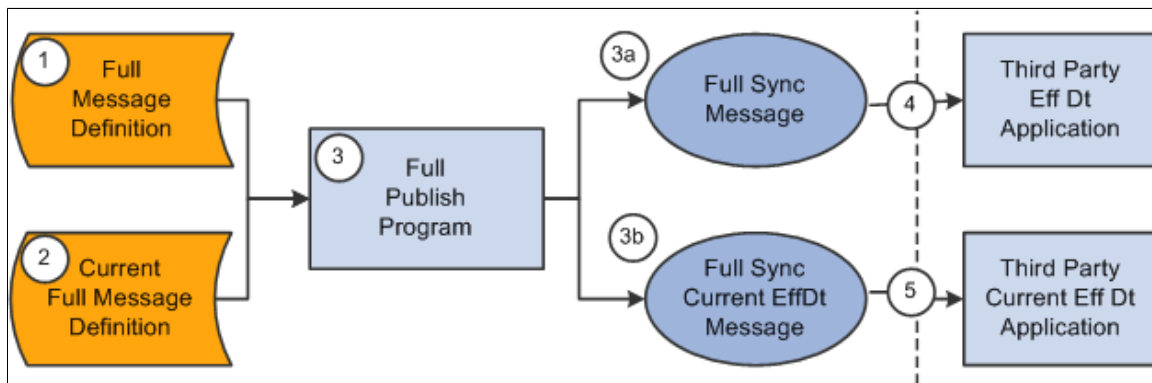 1
Full
Message
Definition
2
Current
Full Message
Definition
3
Full
Publish
Program
3a
Full Sync
Message
3b
Full Sync
Current EffDt
Message
4
Third Party
Eff Dt
Application
5
Third Party
Current Eff Dt
Application